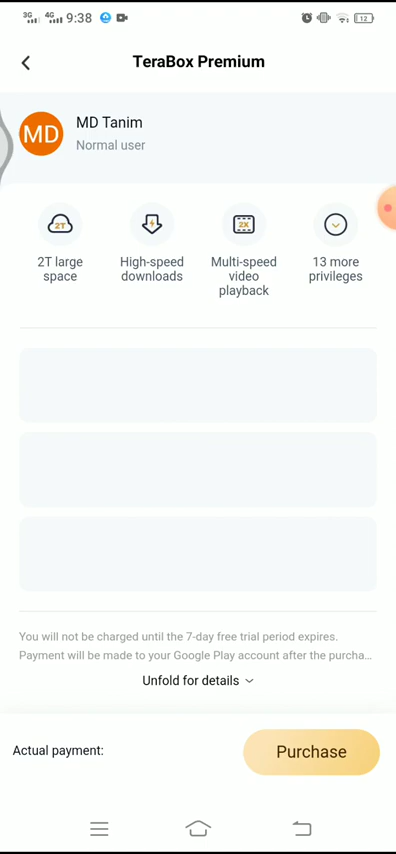 3G 4G 9:38 12
TeraBox Premium
MD
MD Tanim
Normal user
2T
2X
2T large
space
High-speed
downloads
Multi-speed
video
playback
13 more
privileges
You will not be charged until the 7-day free trial period expires.
Payment will be made to your Google Play account after the purcha...
Unfold for details
Actual payment:
Purchase